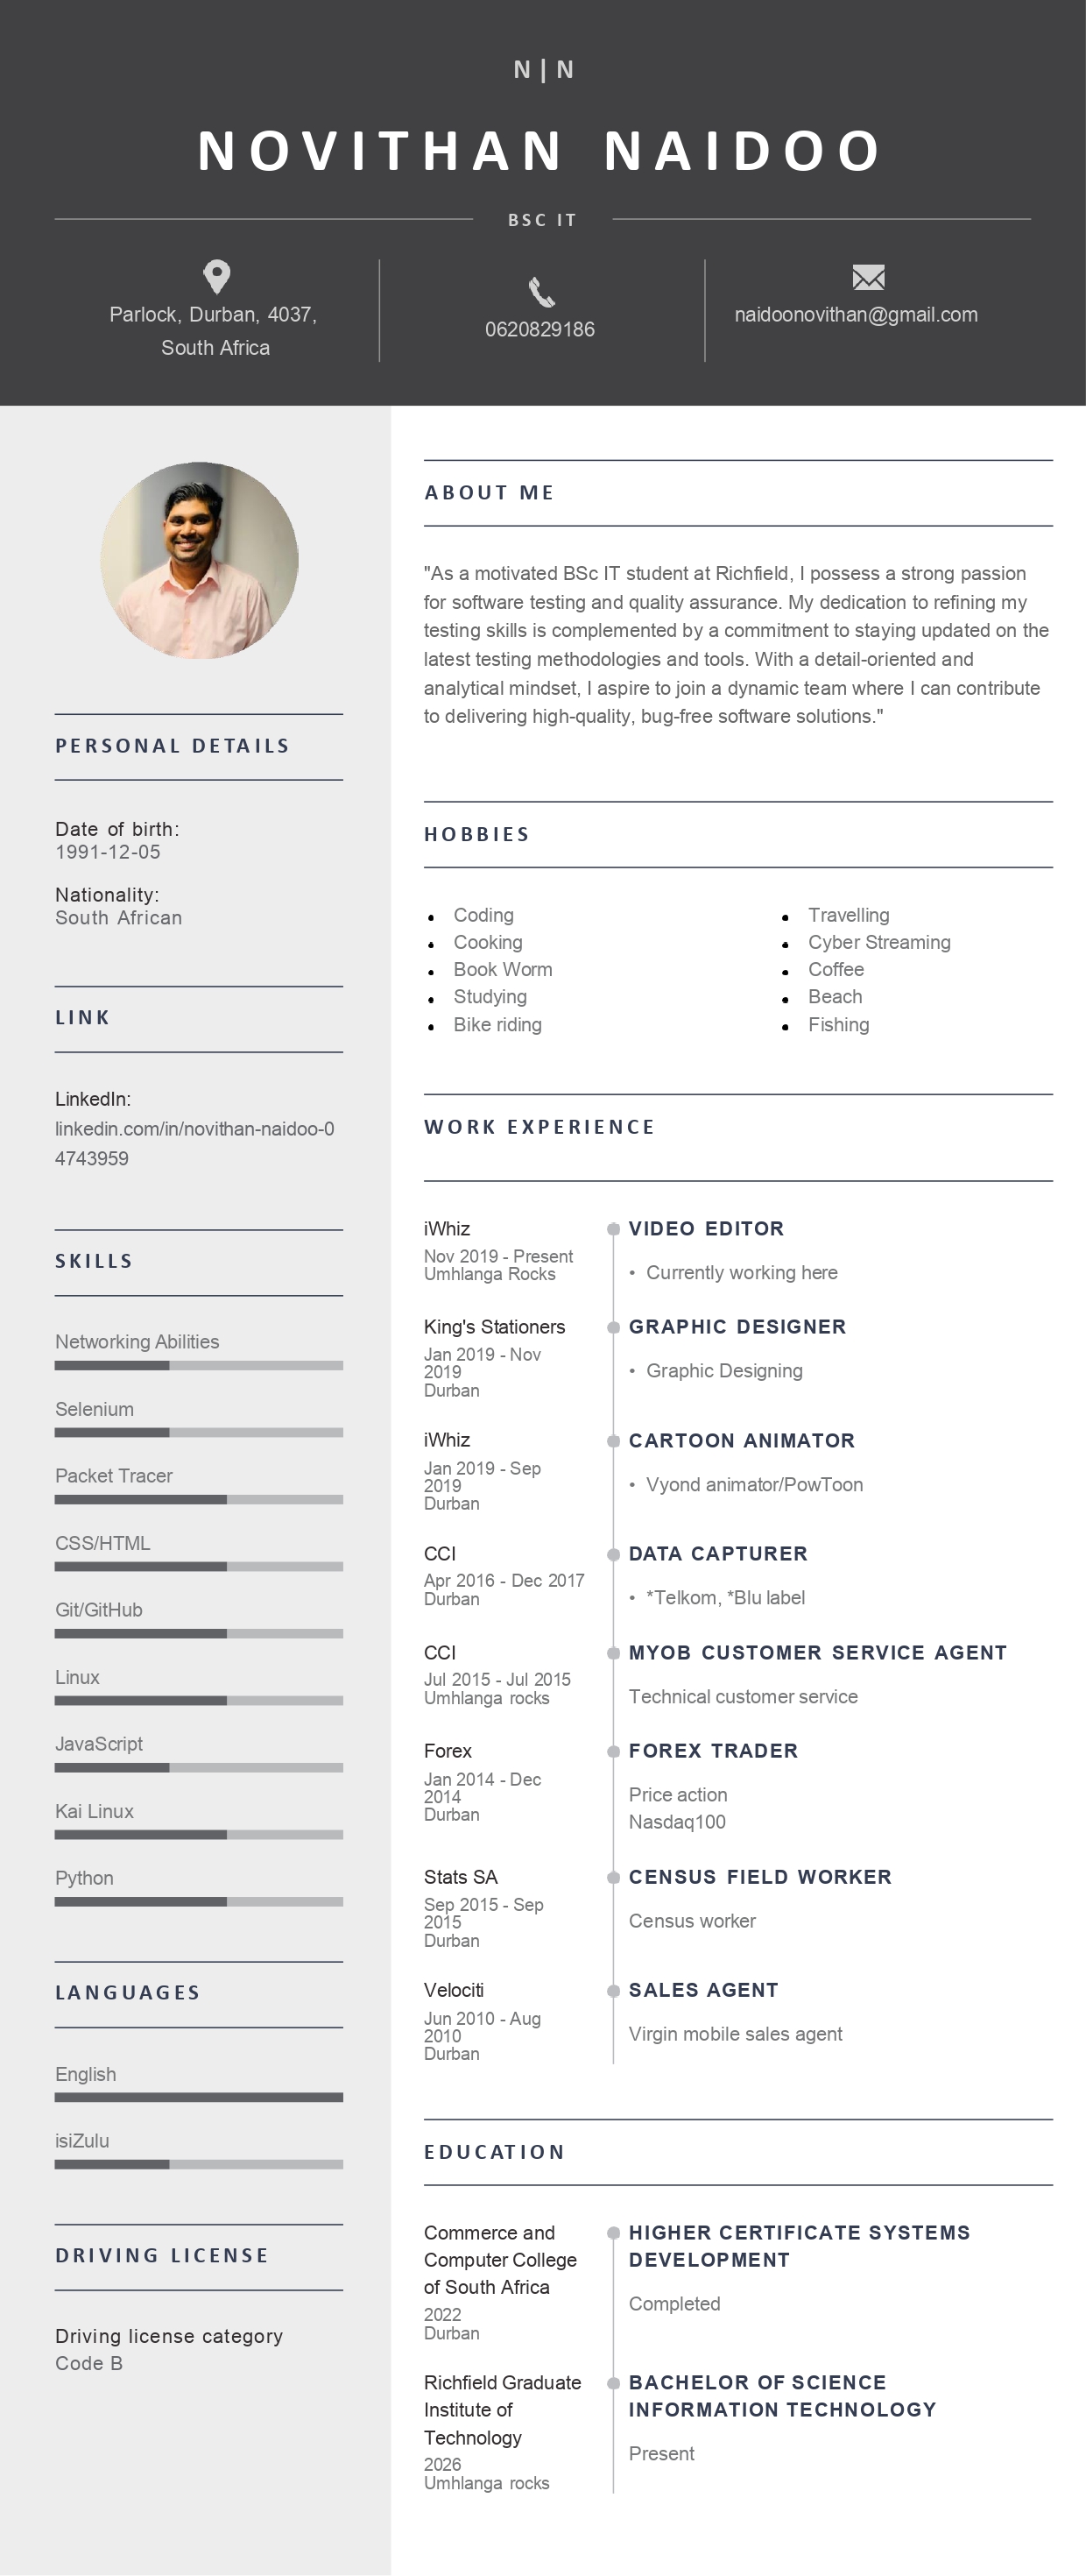 N|N
NOVITHAN NAIDOO
BSC IT
Parlock, Durban, 4037,
South Africa
0620829186
naidoonovithan@gmail.com
PERSONAL DETAILS
Date of birth:
1991-12-05
Nationality:
South African
LINK
LinkedIn:
linkedin.com/in/novithan-naidoo-0
4743959
SKILLS
Networking Abilities
Selenium
Packet Tracer
CSS/HTML
Git/GitHub
Linux
JavaScript
Kai Linux
Python
LANGUAGES
English
isiZulu
DRIVING LICENSE
Driving license category
Code B
ABOUT ME
"As a motivated BSc IT student at Richfield, I possess a strong passion
for software testing and quality assurance. My dedication to refining my
testing skills is complemented by a commitment to staying updated on the
latest testing methodologies and tools. With a detail-oriented and
analytical mindset, I aspire to join a dynamic team where I can contribute
to delivering high-quality, bug-free software solutions."
HOBBIES
• Coding
• Cooking
• Book Worm
• Studying
• Bike riding
• Travelling
• Cyber Streaming
• Coffee
• Beach
• Fishing
WORK EXPERIENCE
iWhiz
Nov 2019 - Present
Umhlanga Rocks
VIDEO EDITOR
• Currently working here
King's Stationers
Jan 2019 - Nov
2019
Durban
GRAPHIC DESIGNER
• Graphic Designing
iWhiz
Jan 2019 - Sep
2019
Durban
CARTOON ANIMATOR
• Vyond animator/PowToon
CCI
Apr 2016 - Dec 2017
Durban
DATA CAPTURER
• *Telkom, *Blu label
CCI
Jul 2015 - Jul 2015
Umhlanga rocks
MYOB CUSTOMER SERVICE AGENT
Technical customer service
Forex
Jan 2014 - Dec
2014
Durban
FOREX TRADER
Price action
Nasdaq100
Stats SA
Sep 2015 - Sep
2015
Durban
CENSUS FIELD WORKER
Census worker
Velociti
Jun 2010 - Aug
2010
Durban
SALES AGENT
Virgin mobile sales agent
EDUCATION
Commerce and
Computer College
of South Africa
2022
Durban
HIGHER CERTIFICATE SYSTEMS
DEVELOPMENT
Completed
Richfield Graduate
Institute of
Technology
2026
Umhlanga rocks
BACHELOR OF SCIENCE
INFORMATION TECHNOLOGY
Present